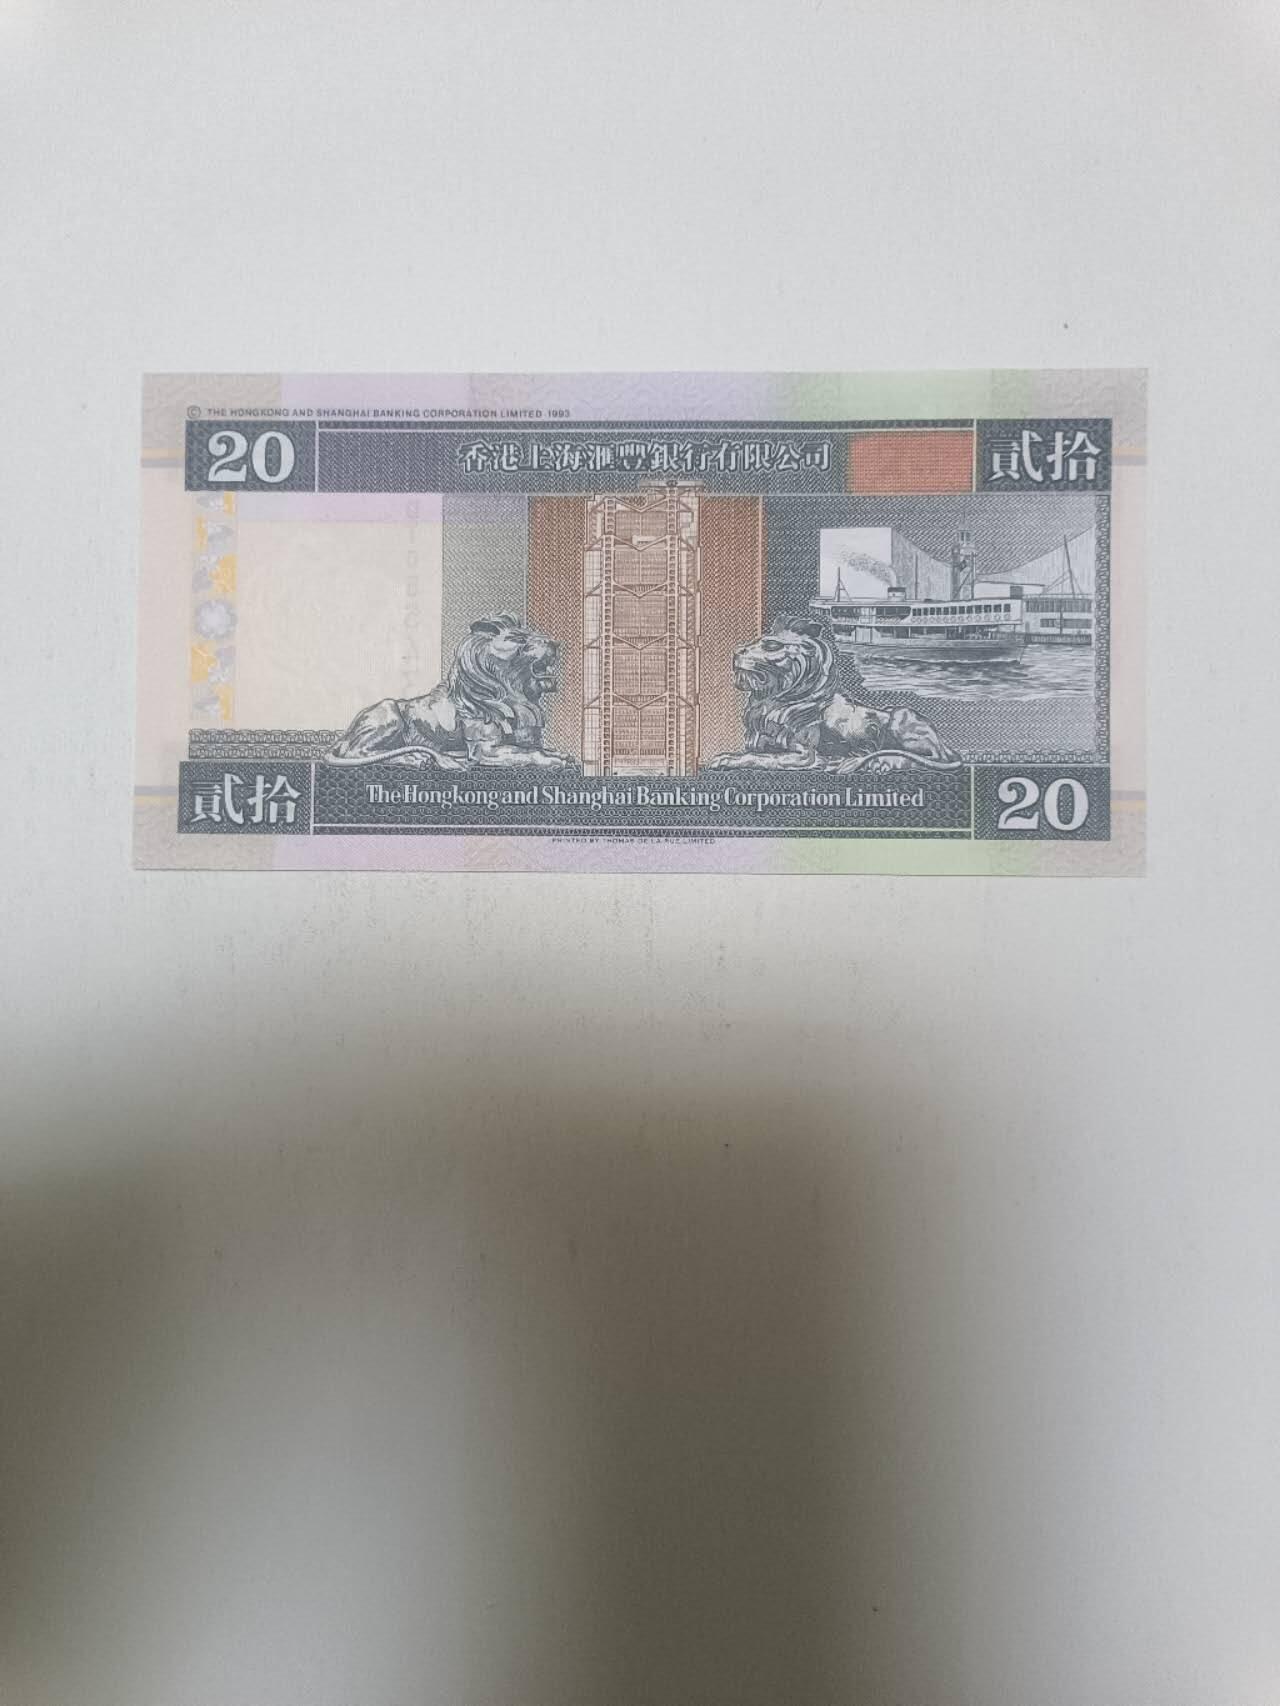 © THE HONGKONG AND SHANGHAI BANKING CORPORATION LIMITED 1993
20 香港上海滙豐銀行有限公司 貳拾
貳拾 The Hongkong and Shanghai Banking Corporation Limited 20
PRINTED BY THOMAS DE LA RUE LIMITED